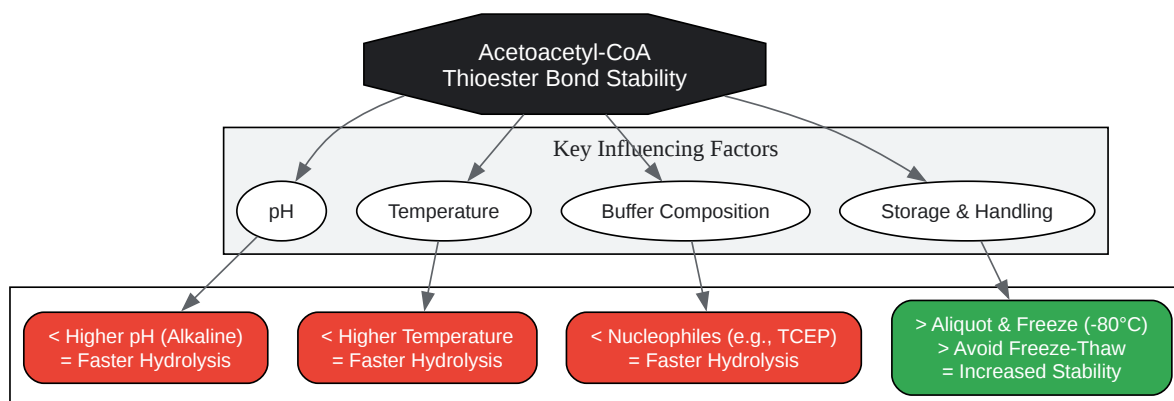 Acetoacetyl-CoA
Thioester Bond Stability
Key Influencing Factors
pH
Temperature
Buffer Composition
Storage & Handling
< Higher pH (Alkaline)
= Faster Hydrolysis
< Higher Temperature
= Faster Hydrolysis
< Nucleophiles (e.g., TCEP)
= Faster Hydrolysis
> Aliquot & Freeze (-80°C)
> Avoid Freeze-Thaw
= Increased Stability